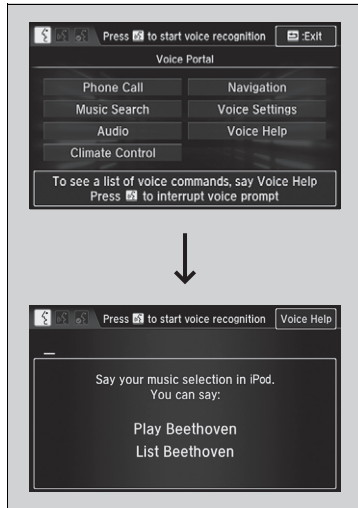 Press to start voice recognition :Exit
Voice Portal
Phone Call Navigation
Music Search Voice Settings
Audio Voice Help
Climate Control
To see a list of voice commands, say Voice Help
Press to interrupt voice prompt
Press to start voice recognition Voice Help
Say your music selection in iPod.
You can say:
Play Beethoven
List Beethoven